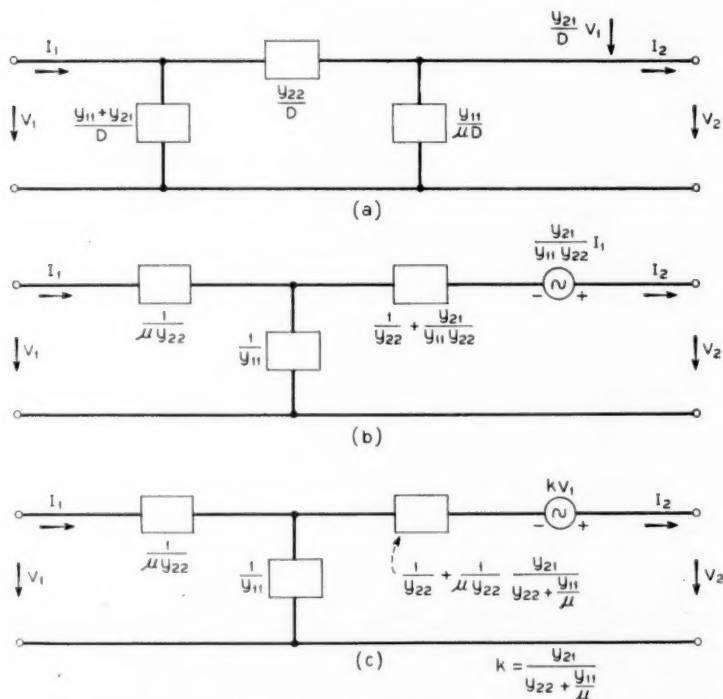 I₁
y₂₂/D
y₂₁/D V₁
I₂
V₁
(y₁₁ + y₂₁)/D
y₁₁/μD
V₂
(a)
I₁
1/μy₂₂
1/y₂₂ + y₂₁/y₁₁ y₂₂
y₂₁/y₁₁ y₂₂ I₁
− ~ +
I₂
V₁
1/y₁₁
V₂
(b)
I₁
1/μy₂₂
kV₁
− ~ +
I₂
V₁
1/y₁₁
1/y₂₂ + 1/μy₂₂ y₂₁/(y₂₂ + y₁₁/μ)
V₂
(c)
k = y₂₁/(y₂₂ + y₁₁/μ)